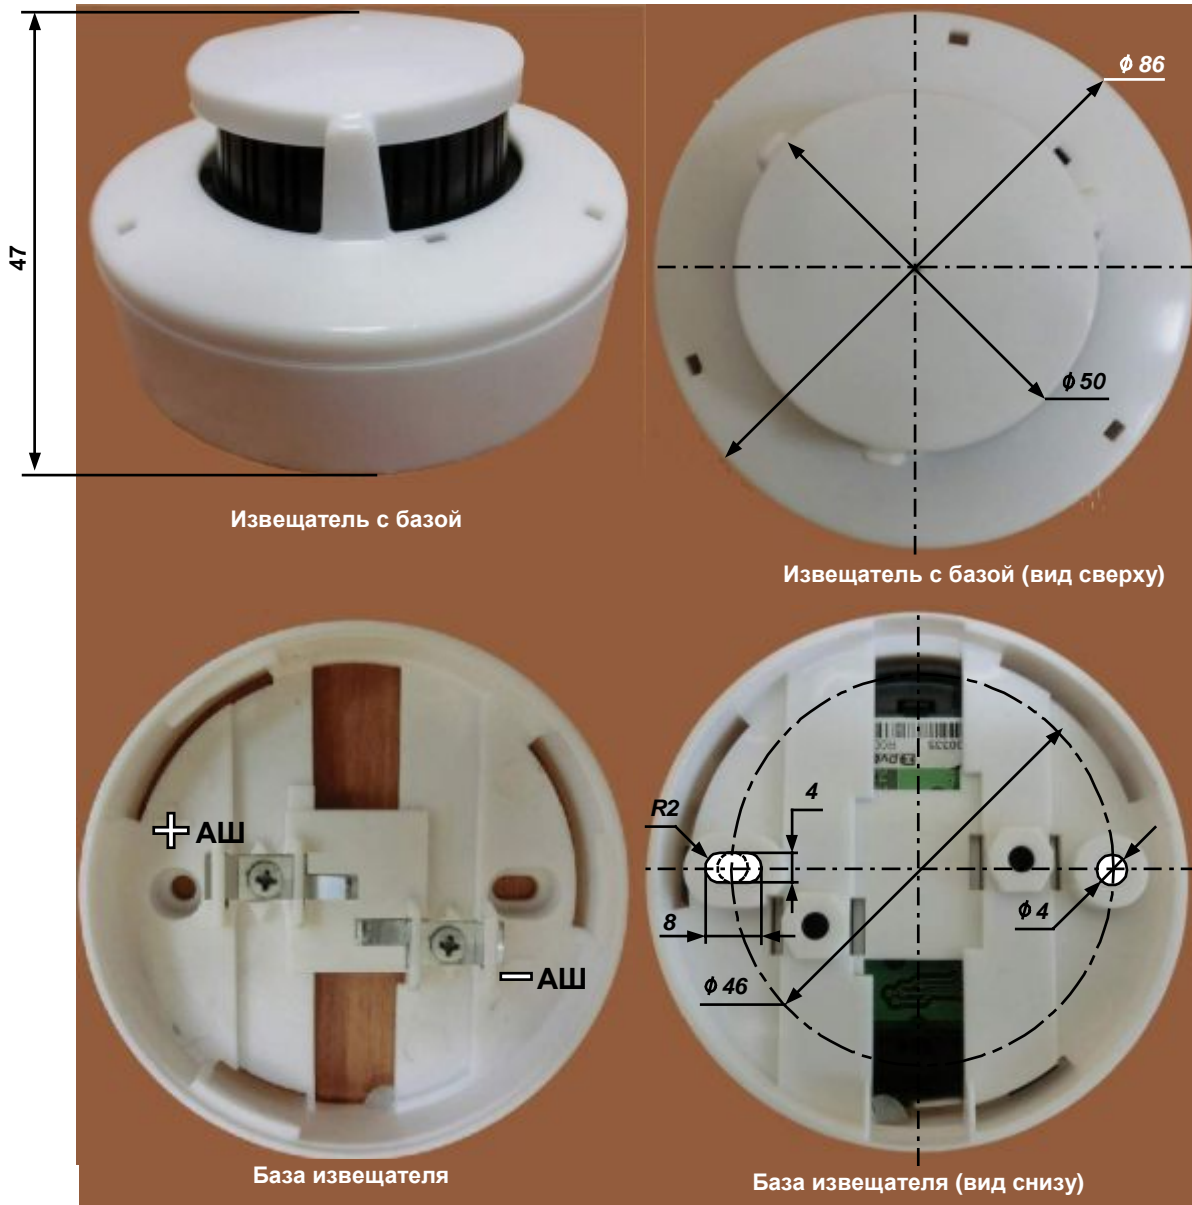 47
ϕ 86
ϕ 50
Извещатель с базой
Извещатель с базой (вид сверху)
+ АШ
− АШ
База извещателя
30335
R2
4
8
ϕ 4
ϕ 46
База извещателя (вид снизу)